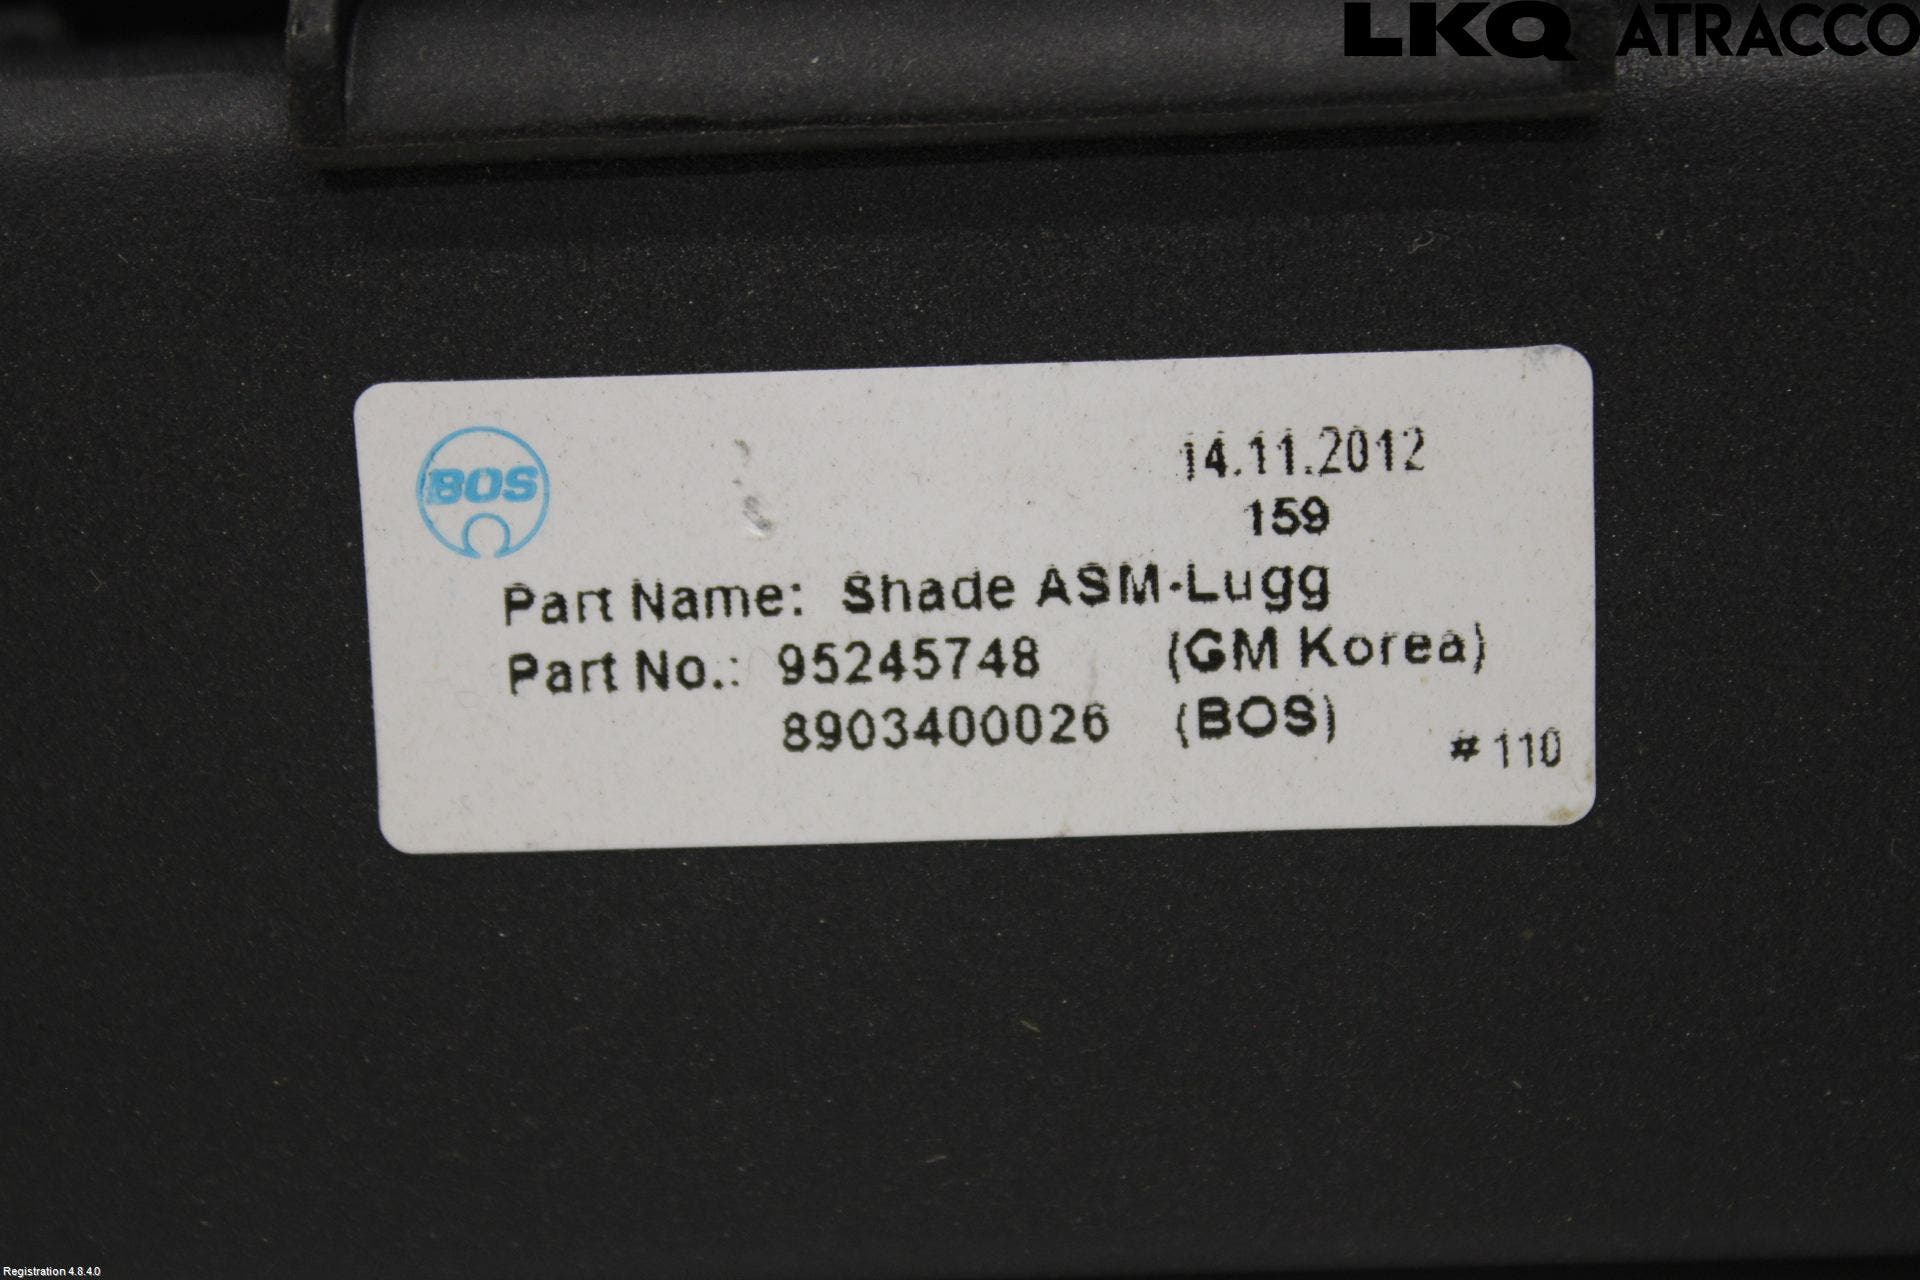 LKQ ATRACCO
BOS
14.11.2012
159
Part Name: Shade ASM-Lugg
Part No.: 95245748 (GM Korea)
8903400026 (BOS)
# 110
Registration 4.8.4.0